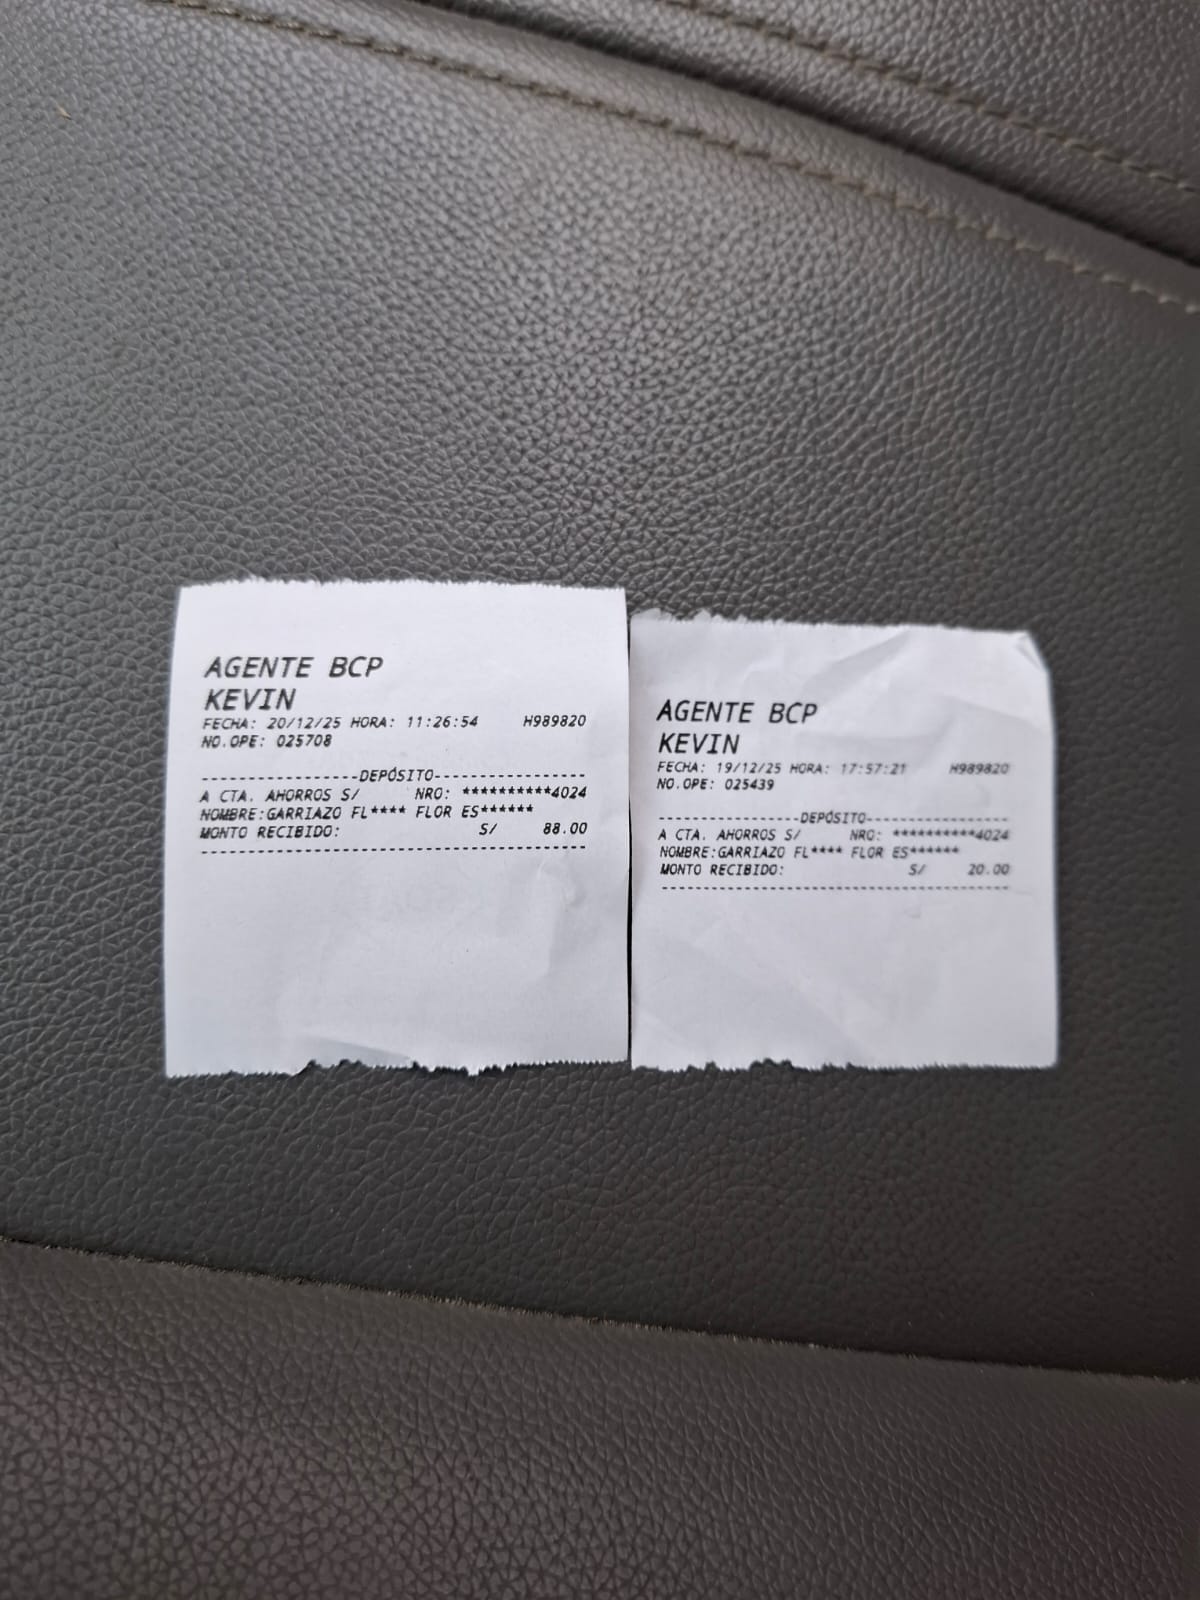 AGENTE BCP
KEVIN
FECHA: 20/12/25 HORA: 11:26:54 H989820
NO.OPE: 025708
------------------DEPÓSITO-----------------
A CTA. AHORROS S/ NRO: **********4024
NOMBRE:GARRIAZO FL**** FLOR ES******
MONTO RECIBIDO: S/ 88.00
-------------------------------------------
AGENTE BCP
KEVIN
FECHA: 19/12/25 HORA: 17:57:21 H989820
NO.OPE: 025439
------------------DEPÓSITO-----------------
A CTA. AHORROS S/ NRO: **********4024
NOMBRE:GARRIAZO FL**** FLOR ES******
MONTO RECIBIDO: S/ 20.00
-------------------------------------------